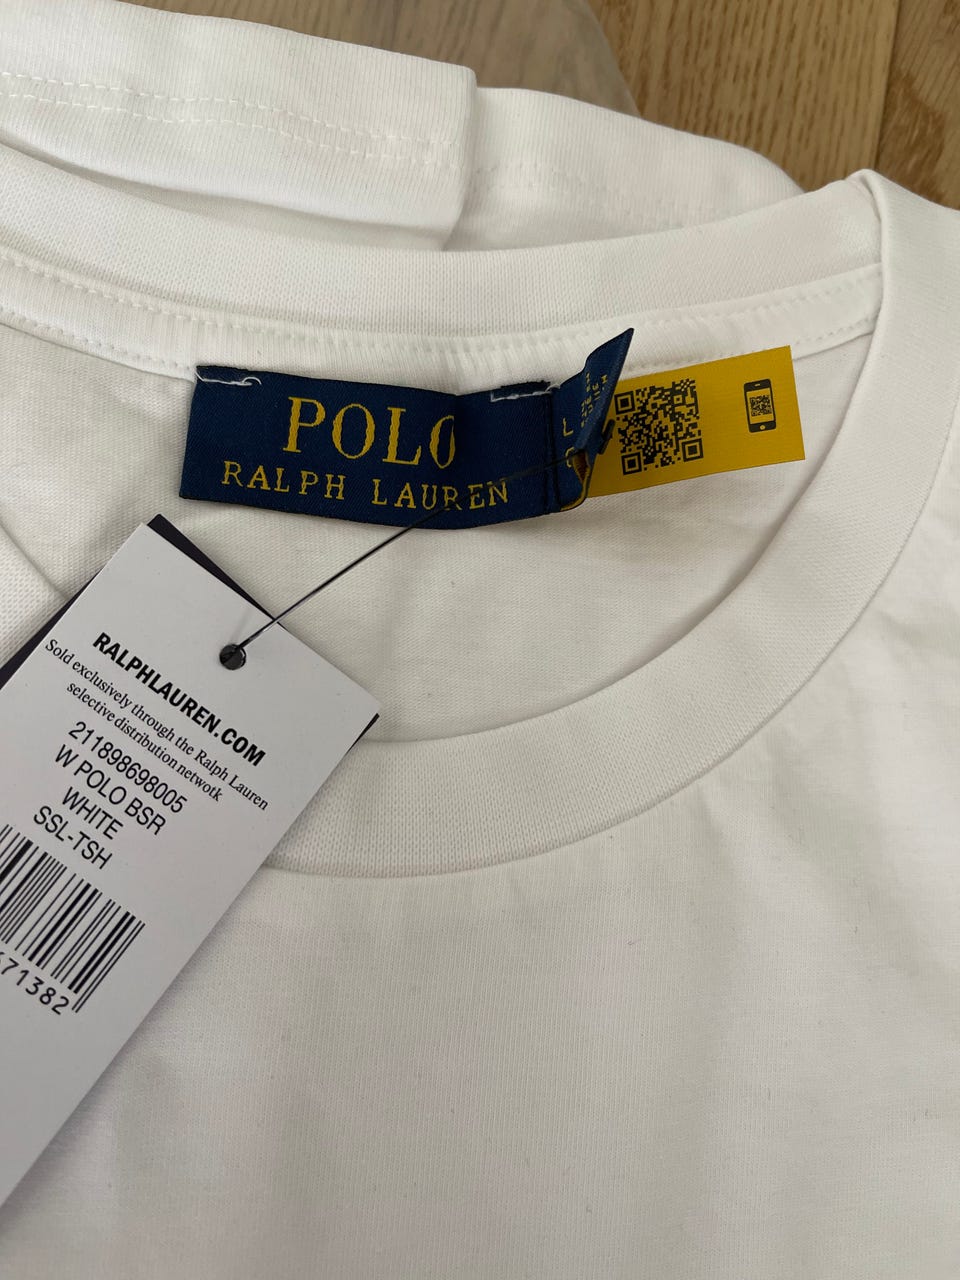 POLO
RALPH LAUREN
L
RALPHLAUREN.COM
Sold exclusively through the Ralph Lauren
selective distribution netwotk
211898698005
W POLO BSR
WHITE
SSL-TSH
71382